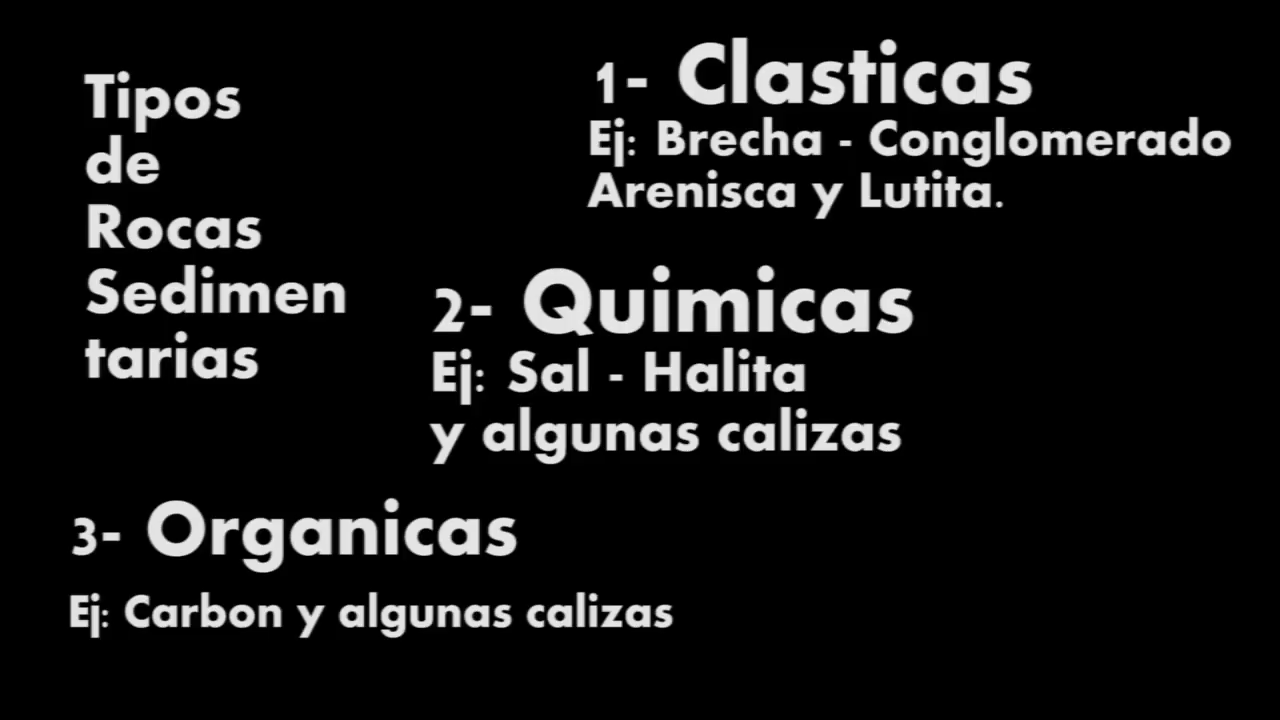 Tipos
de
Rocas
Sedimen
tarias
1- Clasticas
Ej: Brecha - Conglomerado
Arenisca y Lutita.
2- Quimicas
Ej: Sal - Halita
y algunas calizas
3- Organicas
Ej: Carbon y algunas calizas